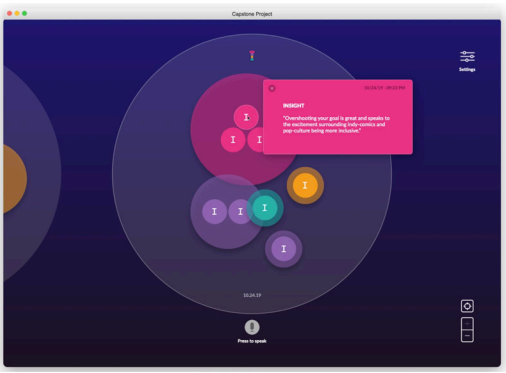 Capstone Project
Settings
INSIGHT
"Overshooting your goal is great and speaks to
the excitement surrounding indy-comics and
pop-culture being more inclusive."
I
I I
I
I I I
I
10.24.19
Press to speak